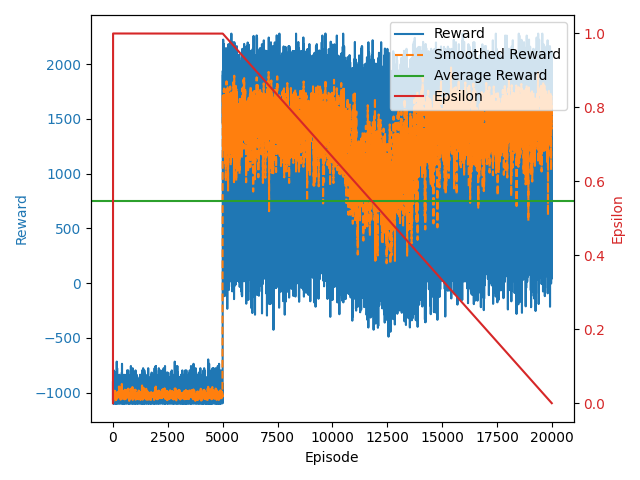 Reward
Smoothed Reward
Average Reward
Epsilon
2000
1500
1000
500
0
−500
−1000
Reward
1.0
0.8
0.6
0.4
0.2
0.0
Epsilon
0 2500 5000 7500 10000 12500 15000 17500 20000
Episode